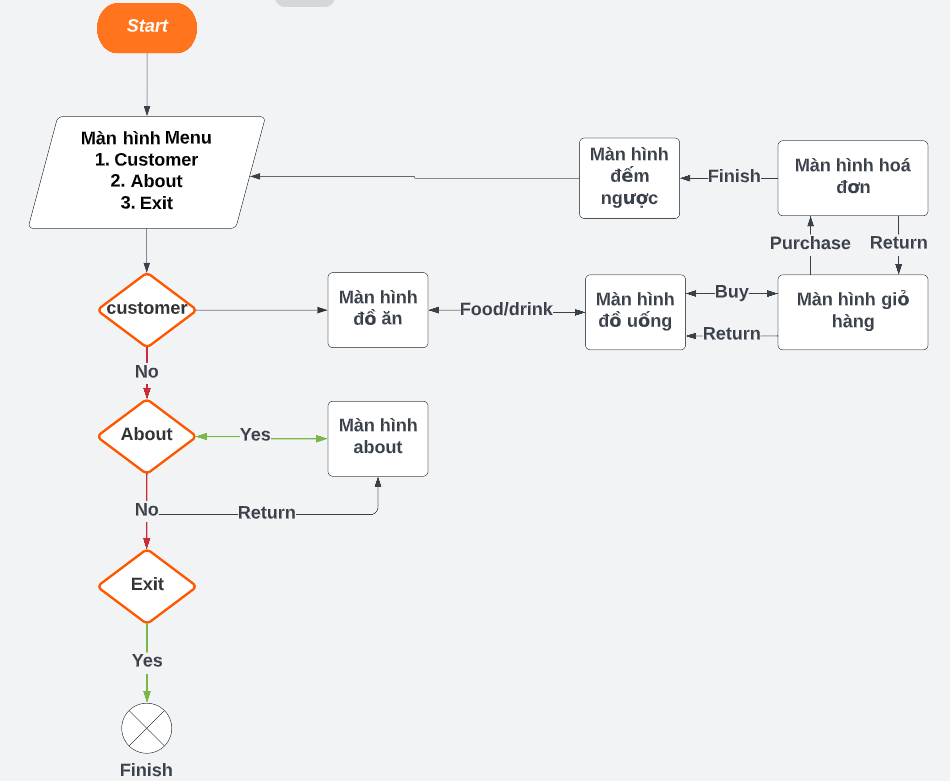 Start
Màn hình Menu
1. Customer
2. About
3. Exit
Màn hình
đếm
ngược
Finish
Màn hình hoá
đơn
Purchase
Return
customer
Màn hình
đồ ăn
Food/drink
Màn hình
đồ uống
Buy
Return
Màn hình giỏ
hàng
No
About
Yes
Màn hình
about
No
Return
Exit
Yes
Finish